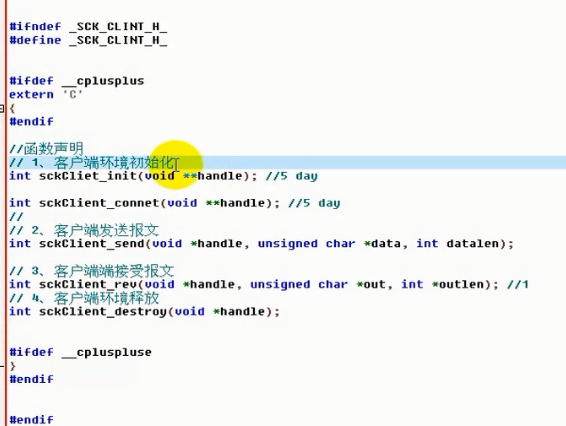 #ifndef _SCK_CLINT_H_
#define _SCK_CLINT_H_
#ifdef __cplusplus
extern 'C'
{
#endif
//函数声明
// 1、客户端环境初始化
int sckCliet_init(void **handle); //5 day
int sckClient_connet(void **handle); //5 day
//
// 2、客户端发送报文
int sckClient_send(void *handle, unsigned char *data, int datalen);
// 3、客户端端接受报文
int sckClient_rev(void *handle, unsigned char *out, int *outlen); //1
// 4、客户端环境释放
int sckClient_destroy(void *handle);
#ifdef __cpluspluse
}
#endif
#endif